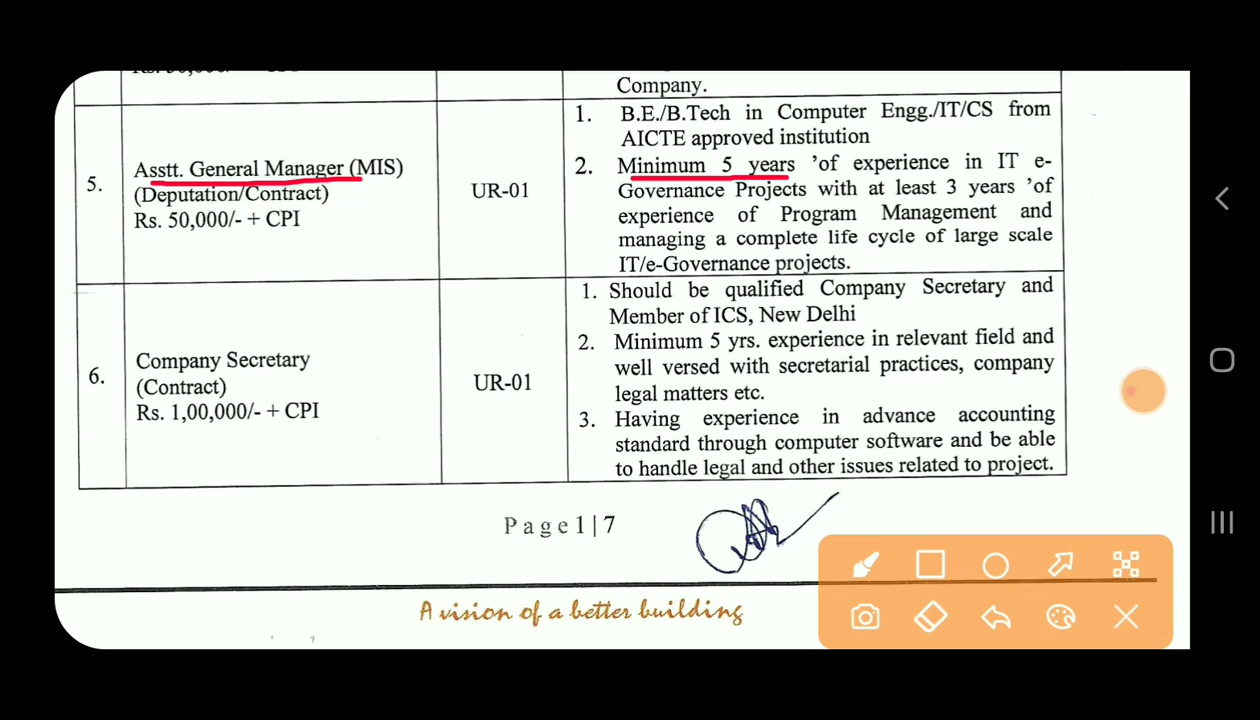 Company.
5.
Asstt. General Manager (MIS)
(Deputation/Contract)
Rs. 50,000/- + CPI
UR-01
1. B.E./B.Tech in Computer Engg./IT/CS from
AICTE approved institution
2. Minimum 5 years 'of experience in IT e-
Governance Projects with at least 3 years 'of
experience of Program Management and
managing a complete life cycle of large scale
IT/e-Governance projects.
6.
Company Secretary
(Contract)
Rs. 1,00,000/- + CPI
UR-01
1. Should be qualified Company Secretary and
Member of ICS, New Delhi
2. Minimum 5 yrs. experience in relevant field and
well versed with secretarial practices, company
legal matters etc.
3. Having experience in advance accounting
standard through computer software and be able
to handle legal and other issues related to project.
Page1|7
A vision of a better building